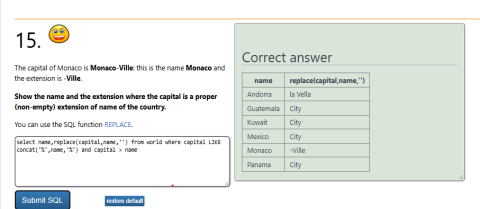 15.
The capital of Monaco is Monaco-Ville: this is the name Monaco and
the extension is -Ville.
Show the name and the extension where the capital is a proper
(non-empty) extension of name of the country.
You can use the SQL function REPLACE.
select name,replace(capital,name,'') from world where capital LIKE
concat('%',name,'%') and capital > name
Submit SQL
restore default
Correct answer
name replace(capital,name,'')
Andorra la Vella
Guatemala City
Kuwait City
Mexico City
Monaco -Ville
Panama City